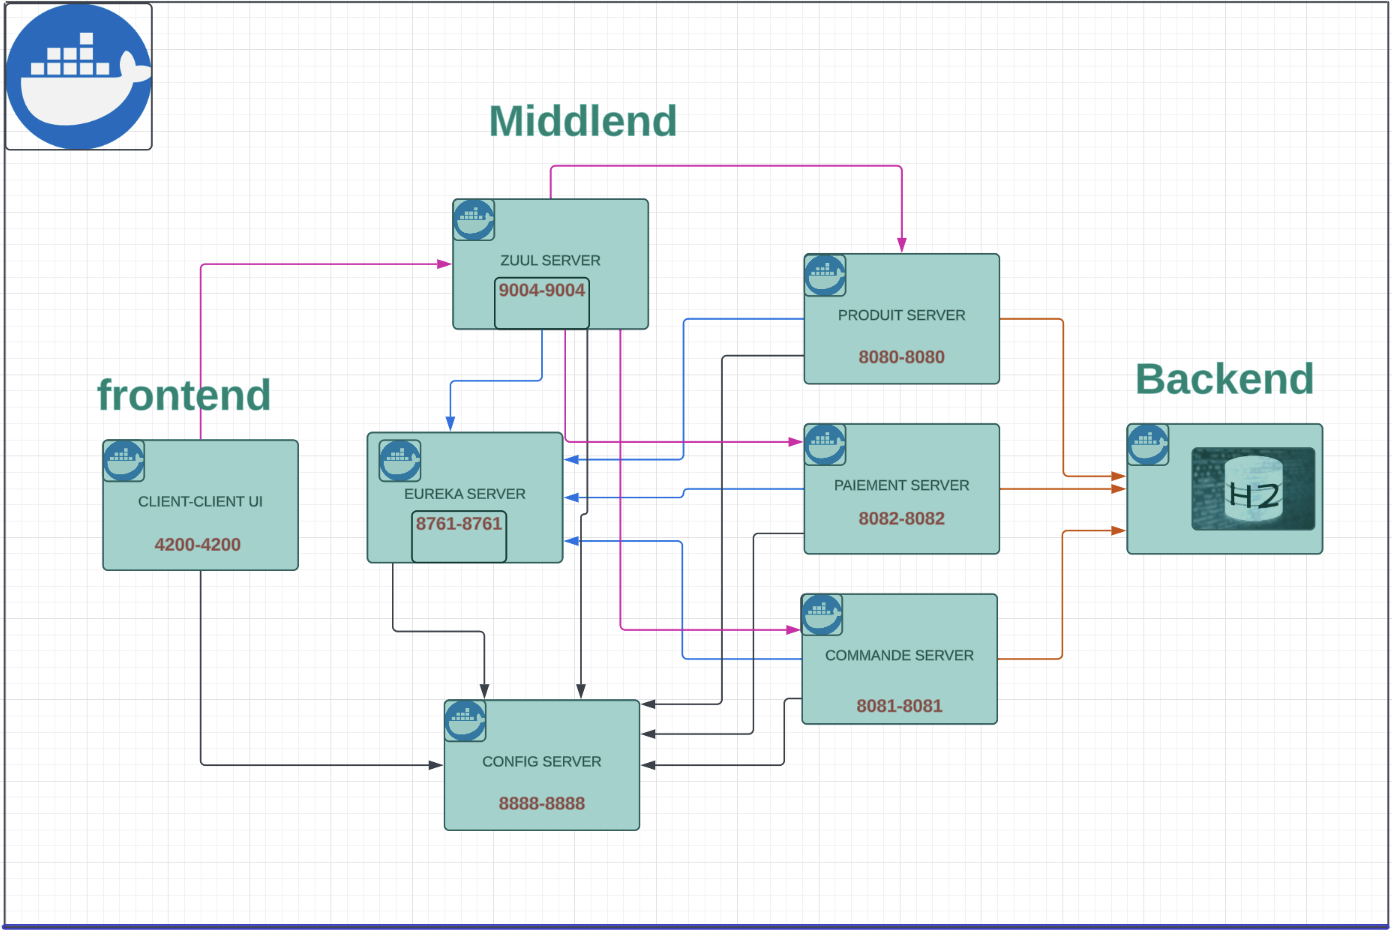 Middlend
ZUUL SERVER
9004-9004
PRODUIT SERVER
8080-8080
frontend
Backend
CLIENT-CLIENT UI
4200-4200
EUREKA SERVER
8761-8761
PAIEMENT SERVER
8082-8082
H2
COMMANDE SERVER
8081-8081
CONFIG SERVER
8888-8888